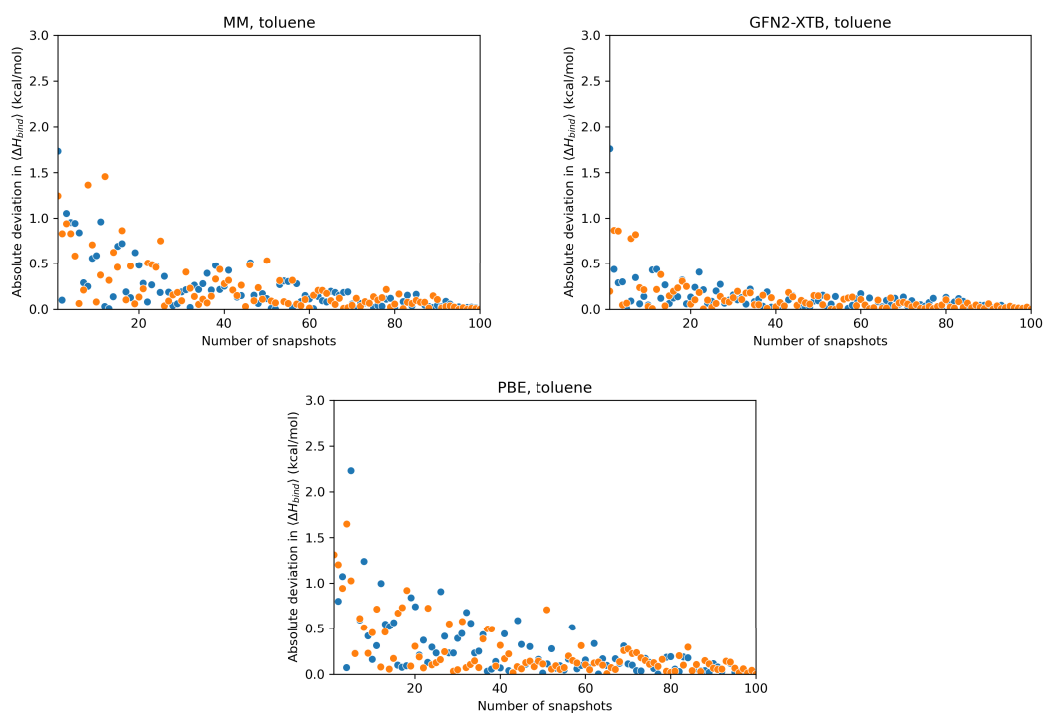 MM, toluene
3.0
2.5
2.0
1.5
1.0
0.5
0.0
Absolute deviation in ⟨ΔH_bind⟩ (kcal/mol)
20 40 60 80 100
Number of snapshots
GFN2-XTB, toluene
3.0
2.5
2.0
1.5
1.0
0.5
0.0
Absolute deviation in ⟨ΔH_bind⟩ (kcal/mol)
20 40 60 80 100
Number of snapshots
PBE, toluene
3.0
2.5
2.0
1.5
1.0
0.5
0.0
Absolute deviation in ⟨ΔH_bind⟩ (kcal/mol)
20 40 60 80 100
Number of snapshots